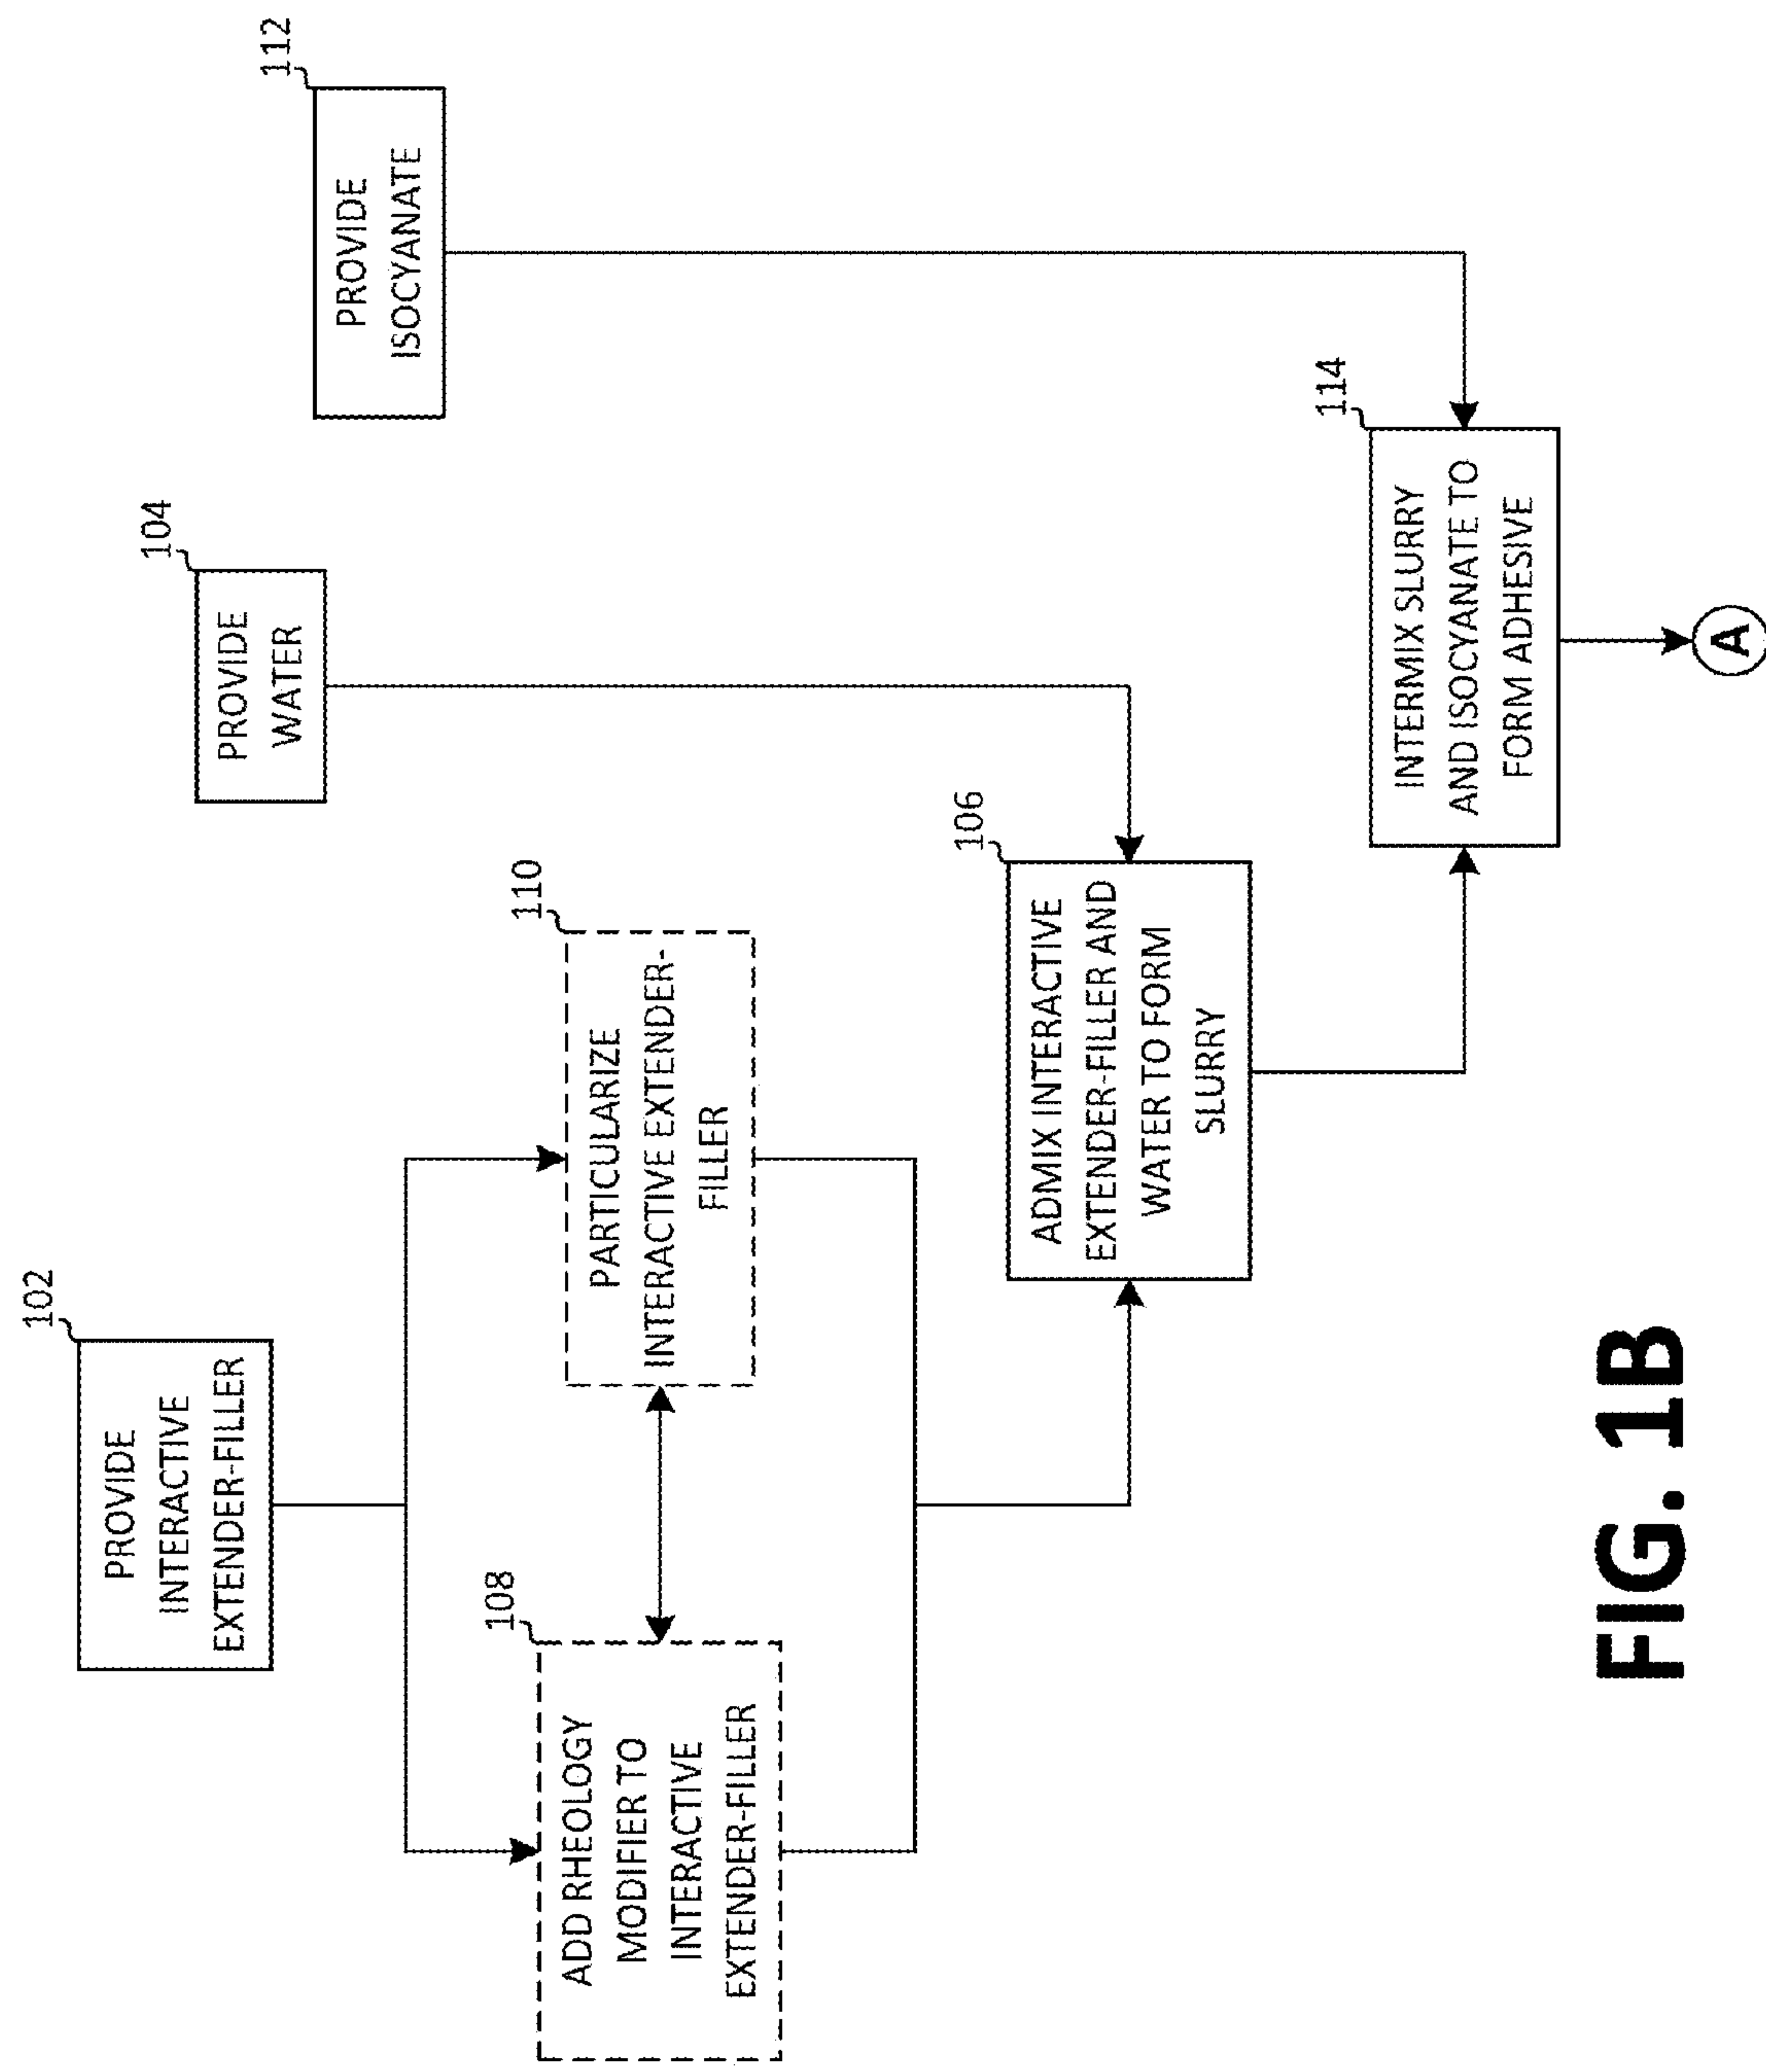 102
PROVIDE
INTERACTIVE
EXTENDER-FILLER
104
PROVIDE
WATER
112
PROVIDE
ISOCYANATE
108
ADD RHEOLOGY
MODIFIER TO
INTERACTIVE
EXTENDER-FILLER
110
PARTICULARIZE
INTERACTIVE EXTENDER-
FILLER
106
ADMIX INTERACTIVE
EXTENDER-FILLER AND
WATER TO FORM
SLURRY
114
INTERMIX SLURRY
AND ISOCYANATE TO
FORM ADHESIVE
A
FIG. 1B